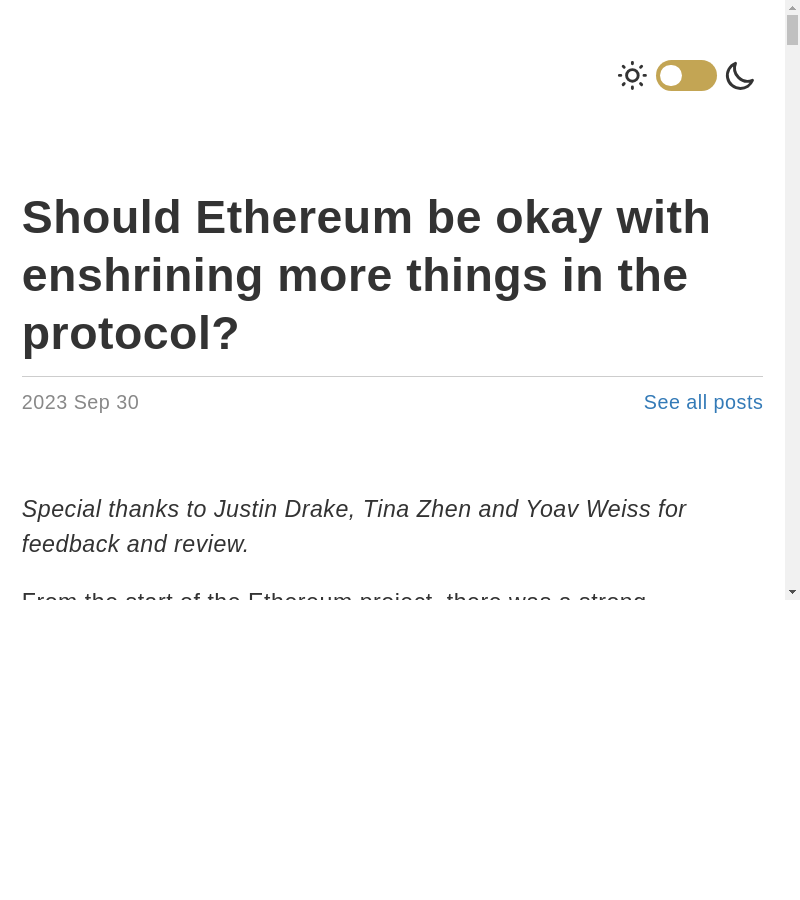 Should Ethereum be okay with
enshrining more things in the
protocol?
2023 Sep 30
See all posts
Special thanks to Justin Drake, Tina Zhen and Yoav Weiss for
feedback and review.
From the start of the Ethereum project, there was a strong